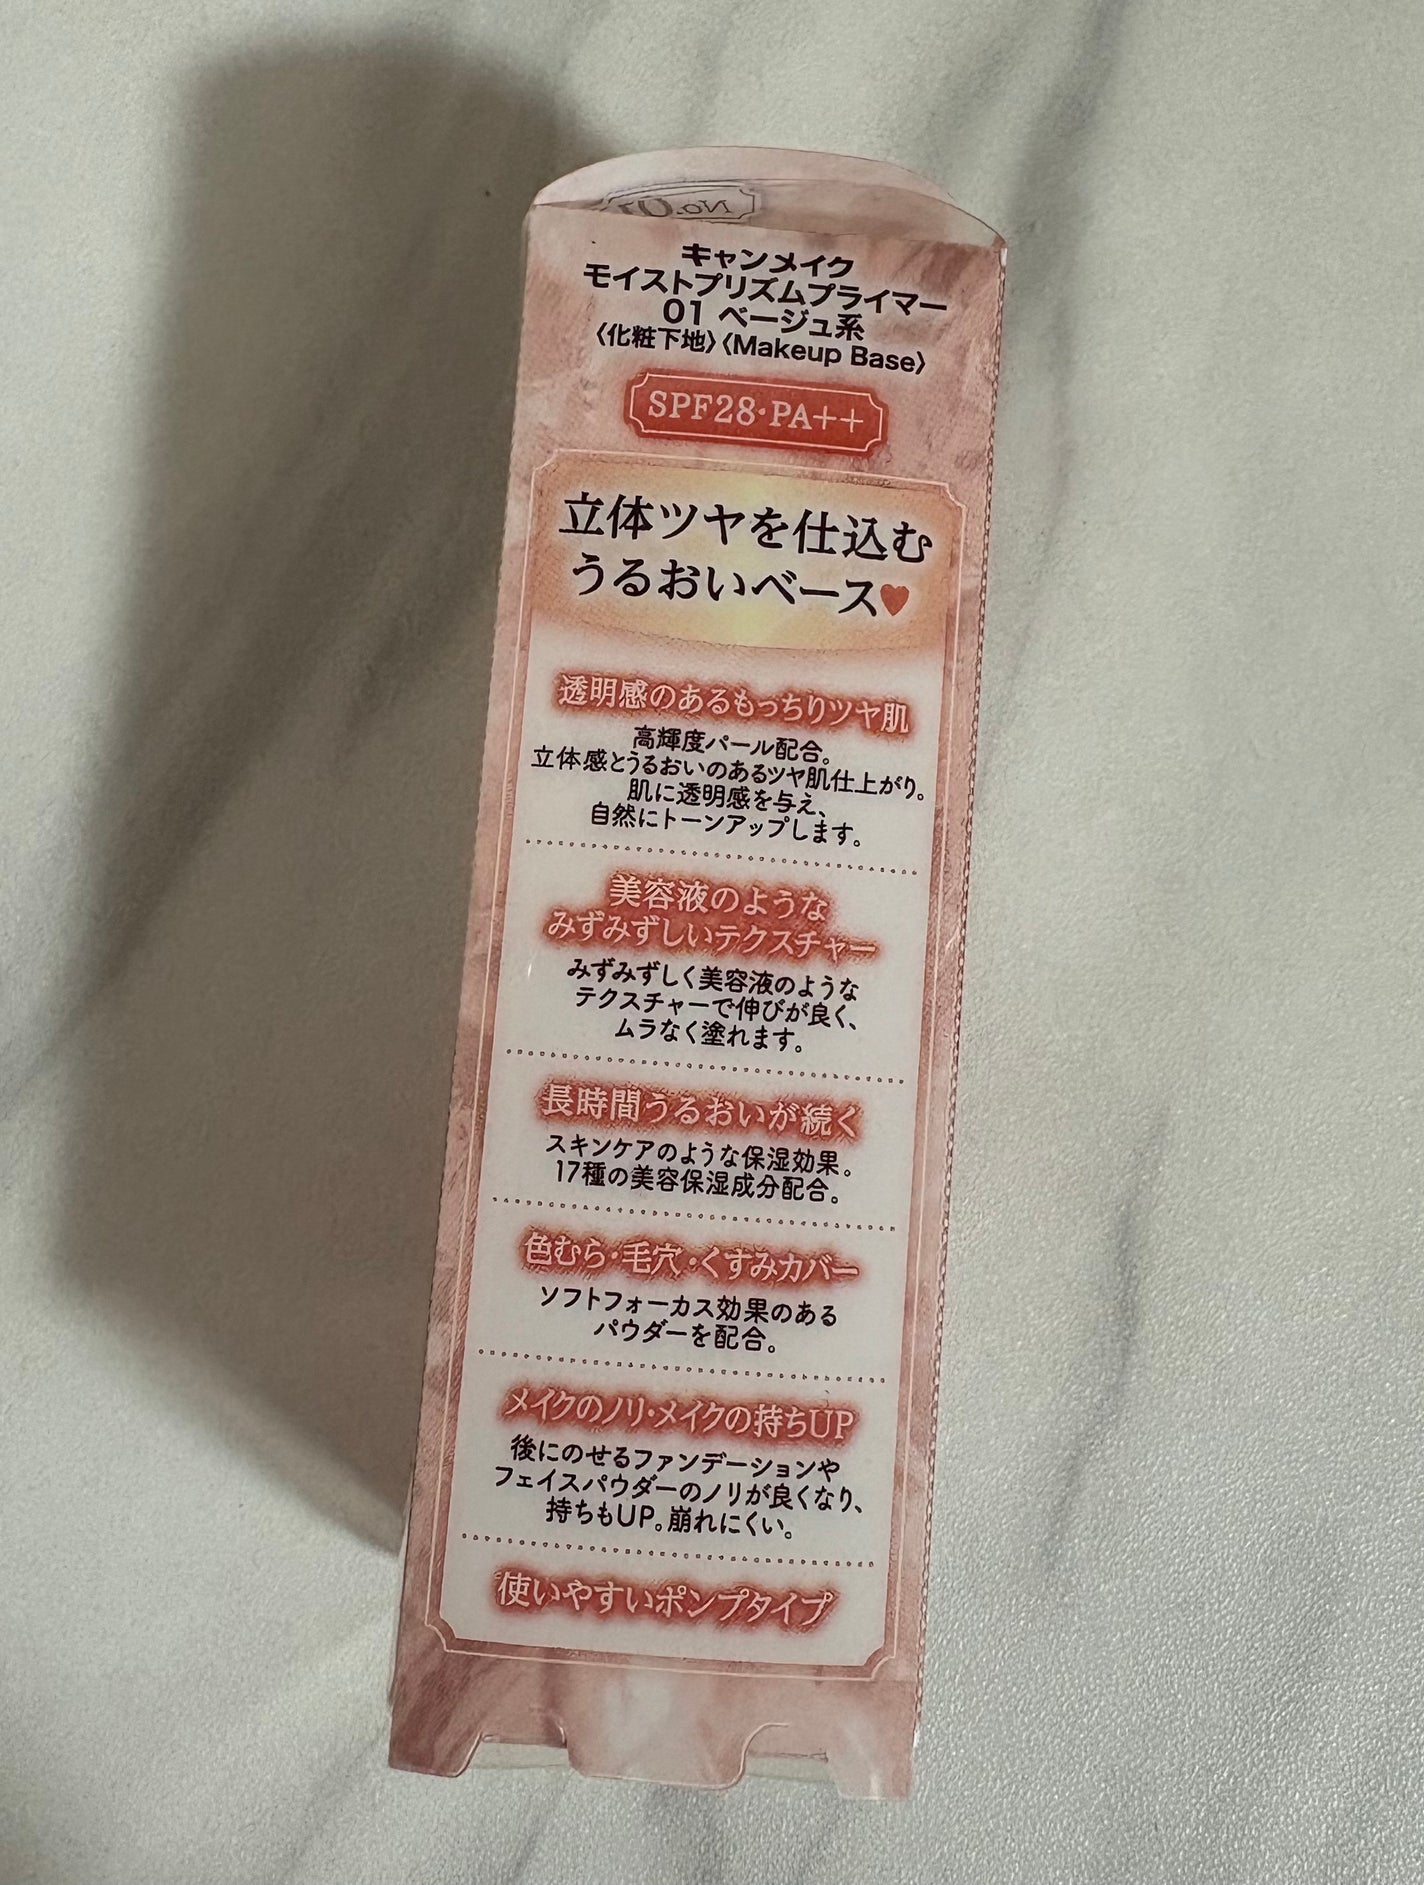 No.01
キャンメイク
モイストプリズムプライマー
01 ベージュ系
〈化粧下地〉〈Makeup Base〉
SPF28・PA++
立体ツヤを仕込む
うるおいベース♥
透明感のあるもっちりツヤ肌
高輝度パール配合。
立体感とうるおいのあるツヤ肌仕上がり。
肌に透明感を与え、
自然にトーンアップします。
美容液のような
みずみずしいテクスチャー
みずみずしく美容液のような
テクスチャーで伸びが良く、
ムラなく塗れます。
長時間うるおいが続く
スキンケアのような保湿効果。
17種の美容保湿成分配合。
色むら・毛穴・くすみカバー
ソフトフォーカス効果のある
パウダーを配合。
メイクのノリ・メイクの持ちUP
後にのせるファンデーションや
フェイスパウダーのノリが良くなり、
持ちもUP。崩れにくい。
使いやすいポンプタイプ